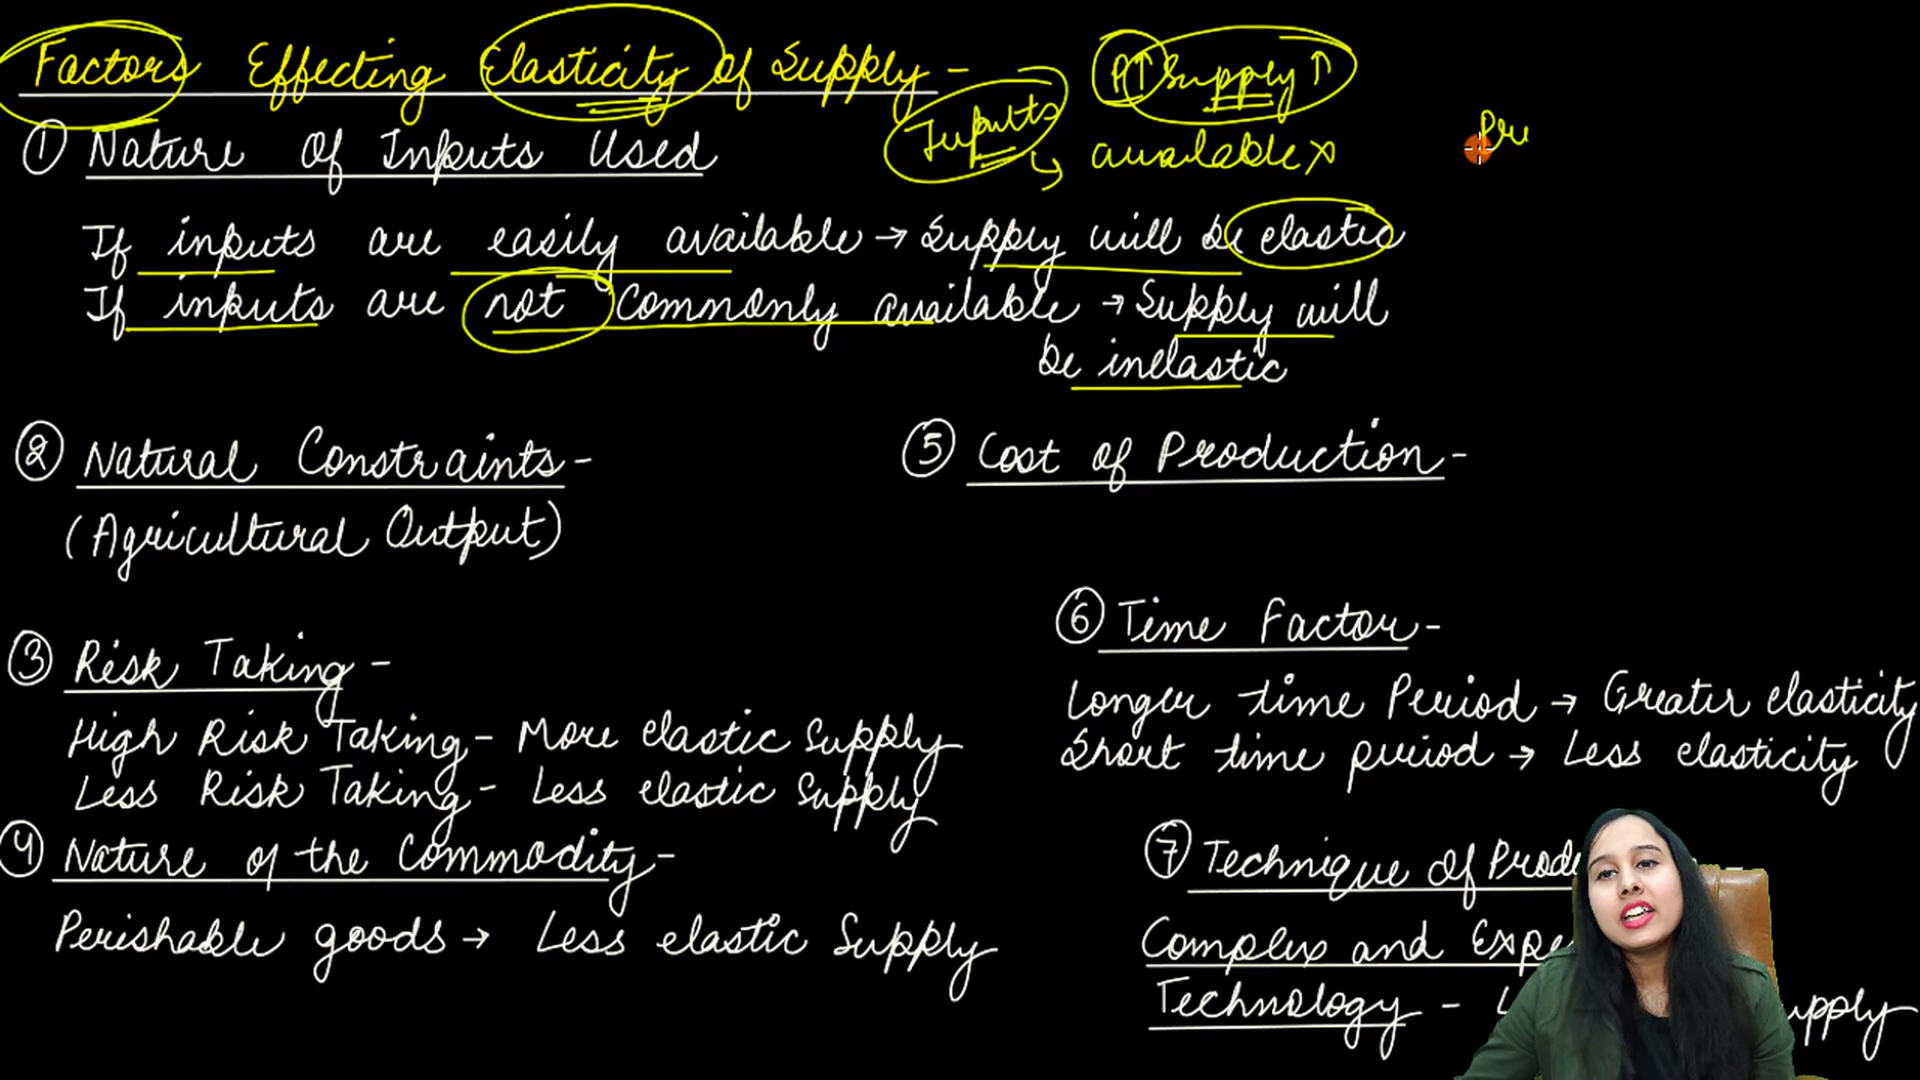 Factors Effecting Elasticity Of Supply -
P↑ Supply ↑
Inputs
available x
① Nature Of Inputs Used
If inputs are easily available → Supply will be elastic
If inputs are not Commonly available → Supply will
be inelastic
② Natural Constraints -
(Agricultural Output)
③ Risk Taking -
High Risk Taking - More elastic Supply
Less Risk Taking - Less elastic Supply
④ Nature of the Commodity -
Perishable goods → Less elastic Supply
⑤ Cost of Production -
⑥ Time Factor -
Longer time Period → Greater elasticity
Short time period → Less elasticity
⑦ Technique Of
Complex and
Technology -